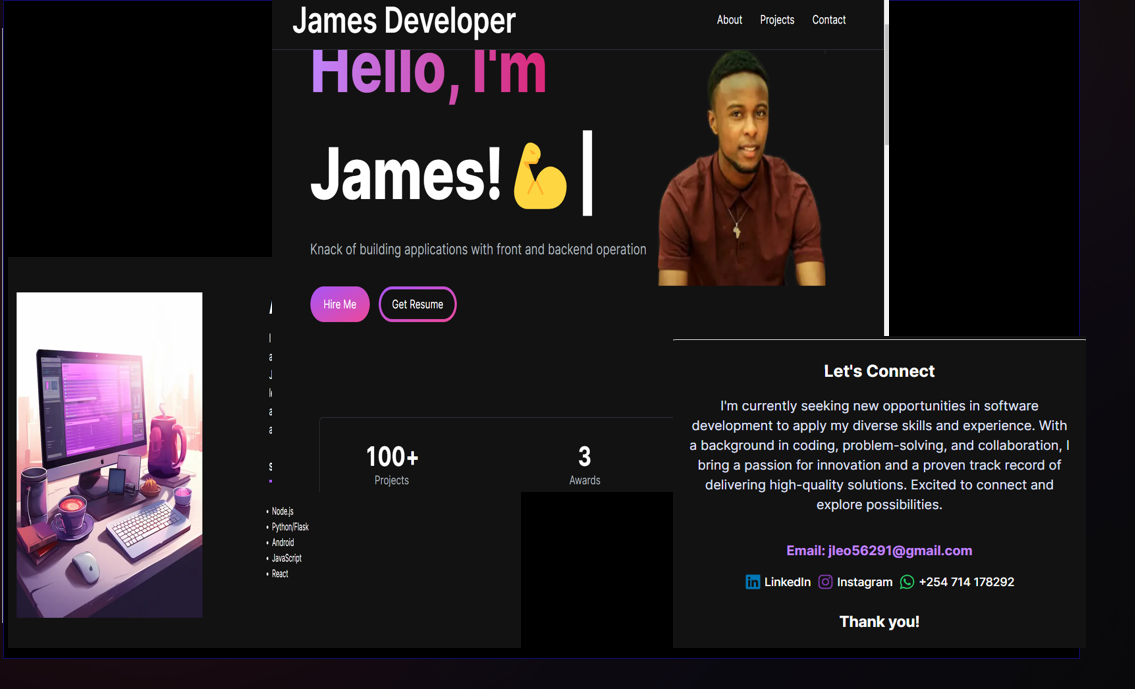 James Developer
About Projects Contact
Hello, I'm
James!💪
Knack of building applications with front and backend operation
Hire Me Get Resume
100+ 3
Projects Awards
• Node.js
• Python/Flask
• Android
• JavaScript
• React
Let's Connect
I'm currently seeking new opportunities in software
development to apply my diverse skills and experience. With
a background in coding, problem-solving, and collaboration, I
bring a passion for innovation and a proven track record of
delivering high-quality solutions. Excited to connect and
explore possibilities.
Email: jleo56291@gmail.com
LinkedIn Instagram +254 714 178292
Thank you!